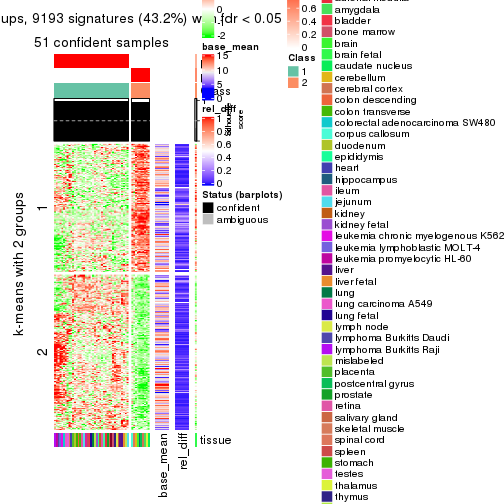 ups, 9193 signatures (43.2%) w fdr < 0.05
51 confident samples
k-means with 2 groups
1
2
base_mean
rel_diff
tissue
0
-2
base_mean
15
10
5
0
rel_diff
1
0.8
0.6
0.4
0.2
0
Status (barplots)
confident
ambiguous
score
0.6
0.4
0.2
0
Class
1
2
amygdala
bladder
bone marrow
brain
brain fetal
caudate nucleus
cerebellum
cerebral cortex
colon descending
colon transverse
colorectal adenocarcinoma SW480
corpus callosum
duodenum
epididymis
heart
hippocampus
ileum
jejunum
kidney
kidney fetal
leukemia chronic myelogenous K562
leukemia lymphoblastic MOLT-4
leukemia promyelocytic HL-60
liver
liver fetal
lung
lung carcinoma A549
lung fetal
lymph node
lymphoma Burkitts Daudi
lymphoma Burkitts Raji
mislabeled
placenta
postcentral gyrus
prostate
retina
salivary gland
skeletal muscle
spinal cord
spleen
stomach
testes
thalamus
thymus